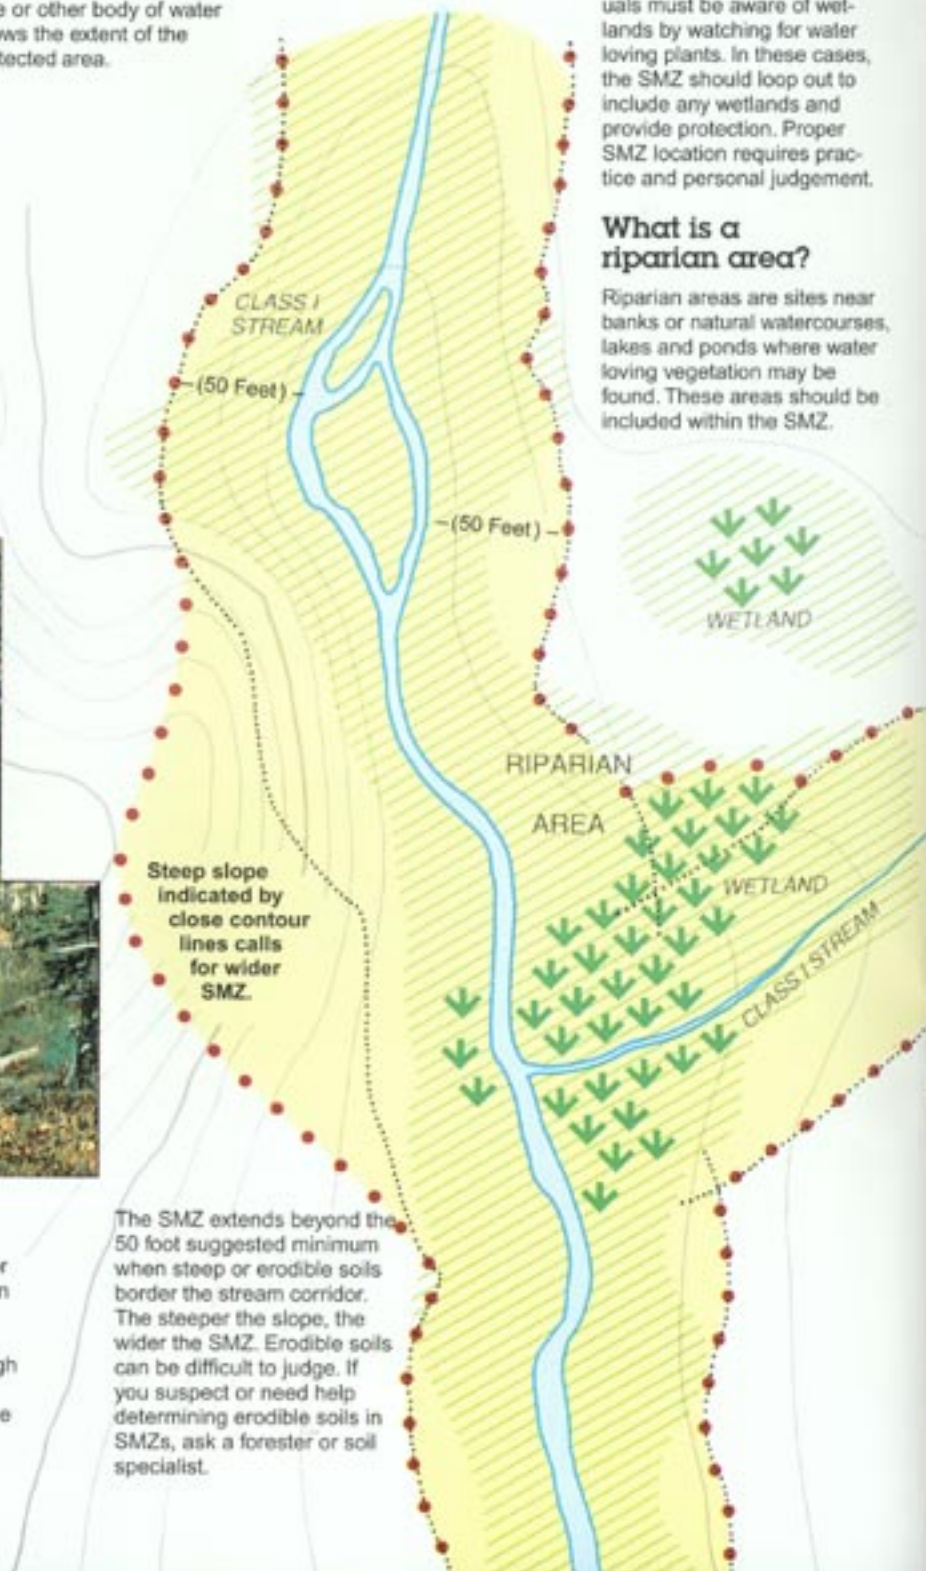 e or other body of water
ows the extent of the
tected area.
uals must be aware of wet-
lands by watching for water
loving plants. In these cases,
the SMZ should loop out to
include any wetlands and
provide protection. Proper
SMZ location requires prac-
tice and personal judgement.
What is a
riparian area?
Riparian areas are sites near
banks or natural watercourses,
lakes and ponds where water
loving vegetation may be
found. These areas should be
included within the SMZ.
CLASS I
STREAM
(50 Feet)
(50 Feet)
WETLAND
RIPARIAN
AREA
WETLAND
CLASS I STREAM
Steep slope
indicated by
close contour
lines calls
for wider
SMZ.
The SMZ extends beyond the
50 foot suggested minimum
when steep or erodible soils
border the stream corridor.
The steeper the slope, the
wider the SMZ. Erodible soils
can be difficult to judge. If
you suspect or need help
determining erodible soils in
SMZs, ask a forester or soil
specialist.
r
n
gh
e